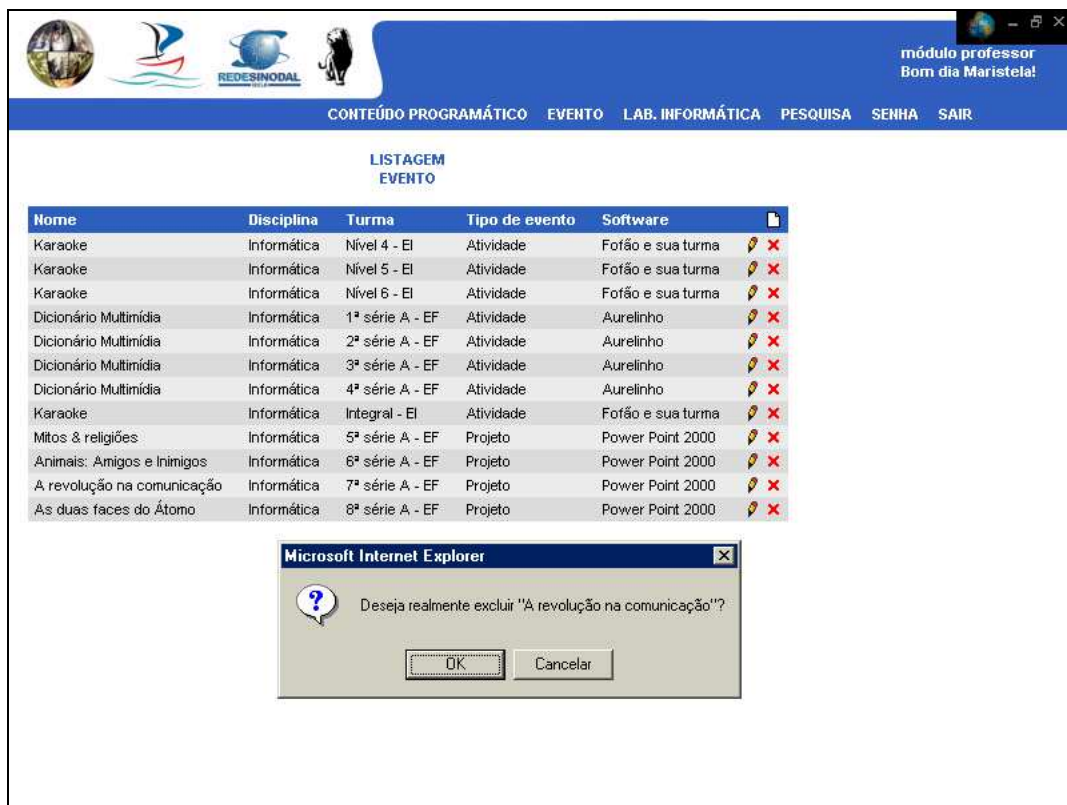 REDESINODAL
módulo professor
Bom dia Maristela!
CONTEÚDO PROGRAMÁTICO EVENTO LAB. INFORMÁTICA PESQUISA SENHA SAIR
LISTAGEM
EVENTO
Nome Disciplina Turma Tipo de evento Software
Karaoke Informática Nível 4 - EI Atividade Fofão e sua turma
Karaoke Informática Nível 5 - EI Atividade Fofão e sua turma
Karaoke Informática Nível 6 - EI Atividade Fofão e sua turma
Dicionário Multimídia Informática 1ª série A - EF Atividade Aurelinho
Dicionário Multimídia Informática 2ª série A - EF Atividade Aurelinho
Dicionário Multimídia Informática 3ª série A - EF Atividade Aurelinho
Dicionário Multimídia Informática 4ª série A - EF Atividade Aurelinho
Karaoke Informática Integral - EI Atividade Fofão e sua turma
Mitos & religiões Informática 5ª série A - EF Projeto Power Point 2000
Animais: Amigos e Inimigos Informática 6ª série A - EF Projeto Power Point 2000
A revolução na comunicação Informática 7ª série A - EF Projeto Power Point 2000
As duas faces do Átomo Informática 8ª série A - EF Projeto Power Point 2000
Microsoft Internet Explorer
Deseja realmente excluir "A revolução na comunicação"?
OK Cancelar